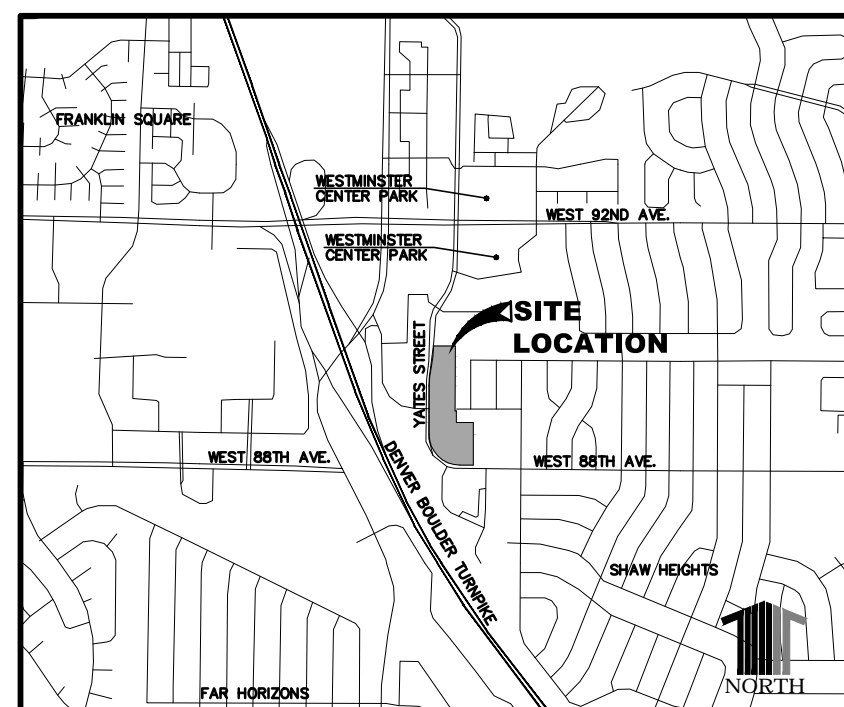 FRANKLIN SQUARE
WESTMINSTER
CENTER PARK
WEST 92ND AVE.
WESTMINSTER
CENTER PARK
SITE
LOCATION
YATES STREET
WEST 88TH AVE.
DENVER BOULDER TURNPIKE
WEST 88TH AVE.
SHAW HEIGHTS
FAR HORIZONS
NORTH